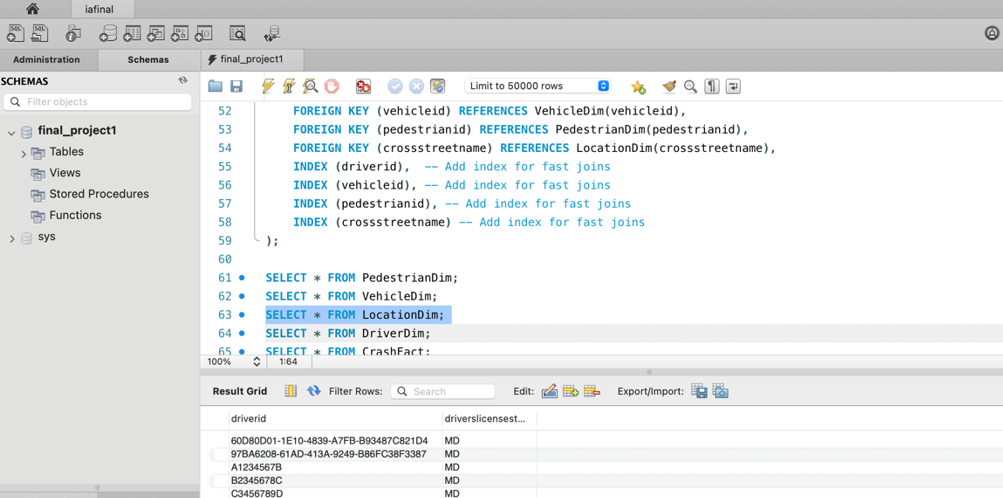 iafinal
Administration Schemas final_project1
SCHEMAS
Filter objects
Limit to 50000 rows
final_project1
Tables
Views
Stored Procedures
Functions
sys
52 FOREIGN KEY (vehicleid) REFERENCES VehicleDim(vehicleid),
53 FOREIGN KEY (pedestrianid) REFERENCES PedestrianDim(pedestrianid),
54 FOREIGN KEY (crossstreetname) REFERENCES LocationDim(crossstreetname),
55 INDEX (driverid), -- Add index for fast joins
56 INDEX (vehicleid), -- Add index for fast joins
57 INDEX (pedestrianid), -- Add index for fast joins
58 INDEX (crossstreetname) -- Add index for fast joins
59 );
60
61 SELECT * FROM PedestrianDim;
62 SELECT * FROM VehicleDim;
63 SELECT * FROM LocationDim;
64 SELECT * FROM DriverDim;
65 SELECT * FROM CrashFact;
100% 1:64
Result Grid Filter Rows: Search Edit: Export/Import:
driverid driverslicensest...
60D80D01-1E10-4839-A7FB-B93487C821D4 MD
97BA6208-61AD-413A-9249-B86FC38F3387 MD
A1234567B MD
B2345678C MD
C3456789D MD